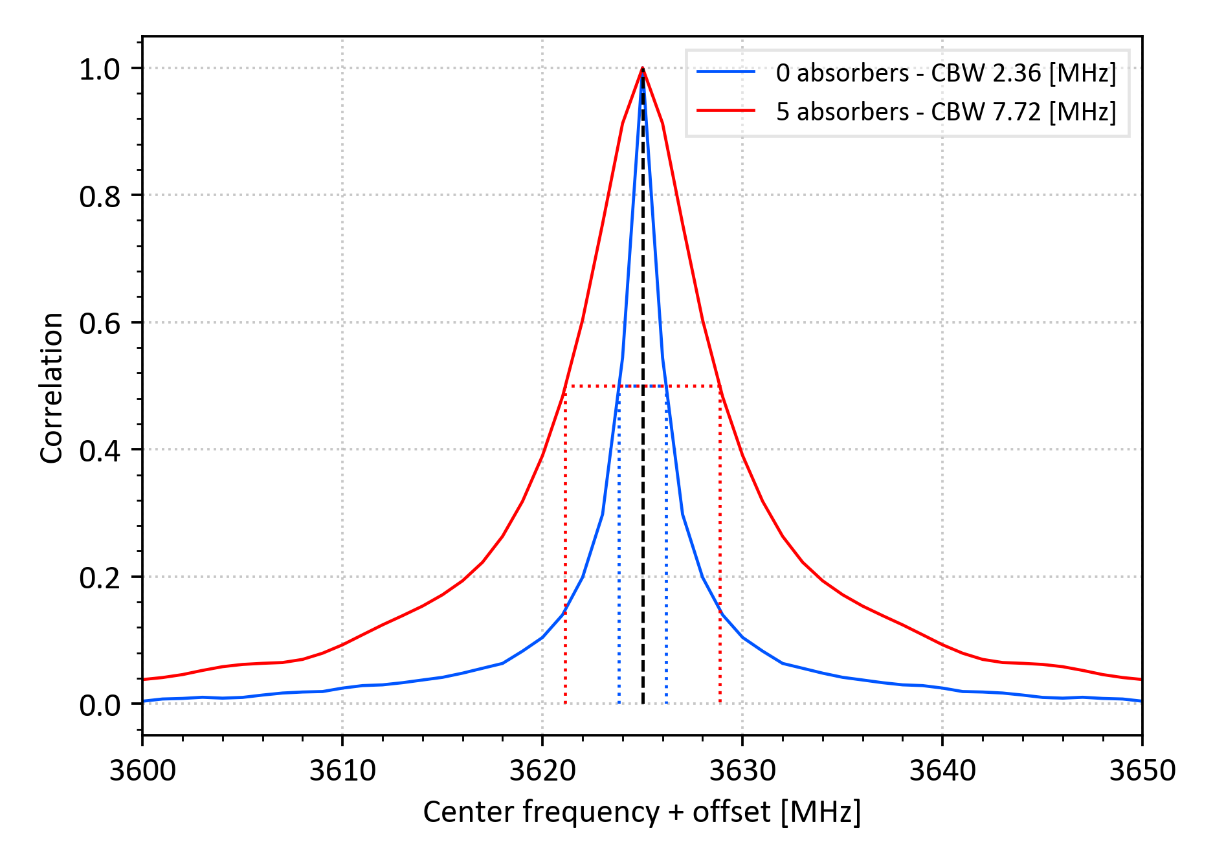 1.0
0.8
0.6
0.4
0.2
0.0
Correlation
0 absorbers - CBW 2.36 [MHz]
5 absorbers - CBW 7.72 [MHz]
3600 3610 3620 3630 3640 3650
Center frequency + offset [MHz]